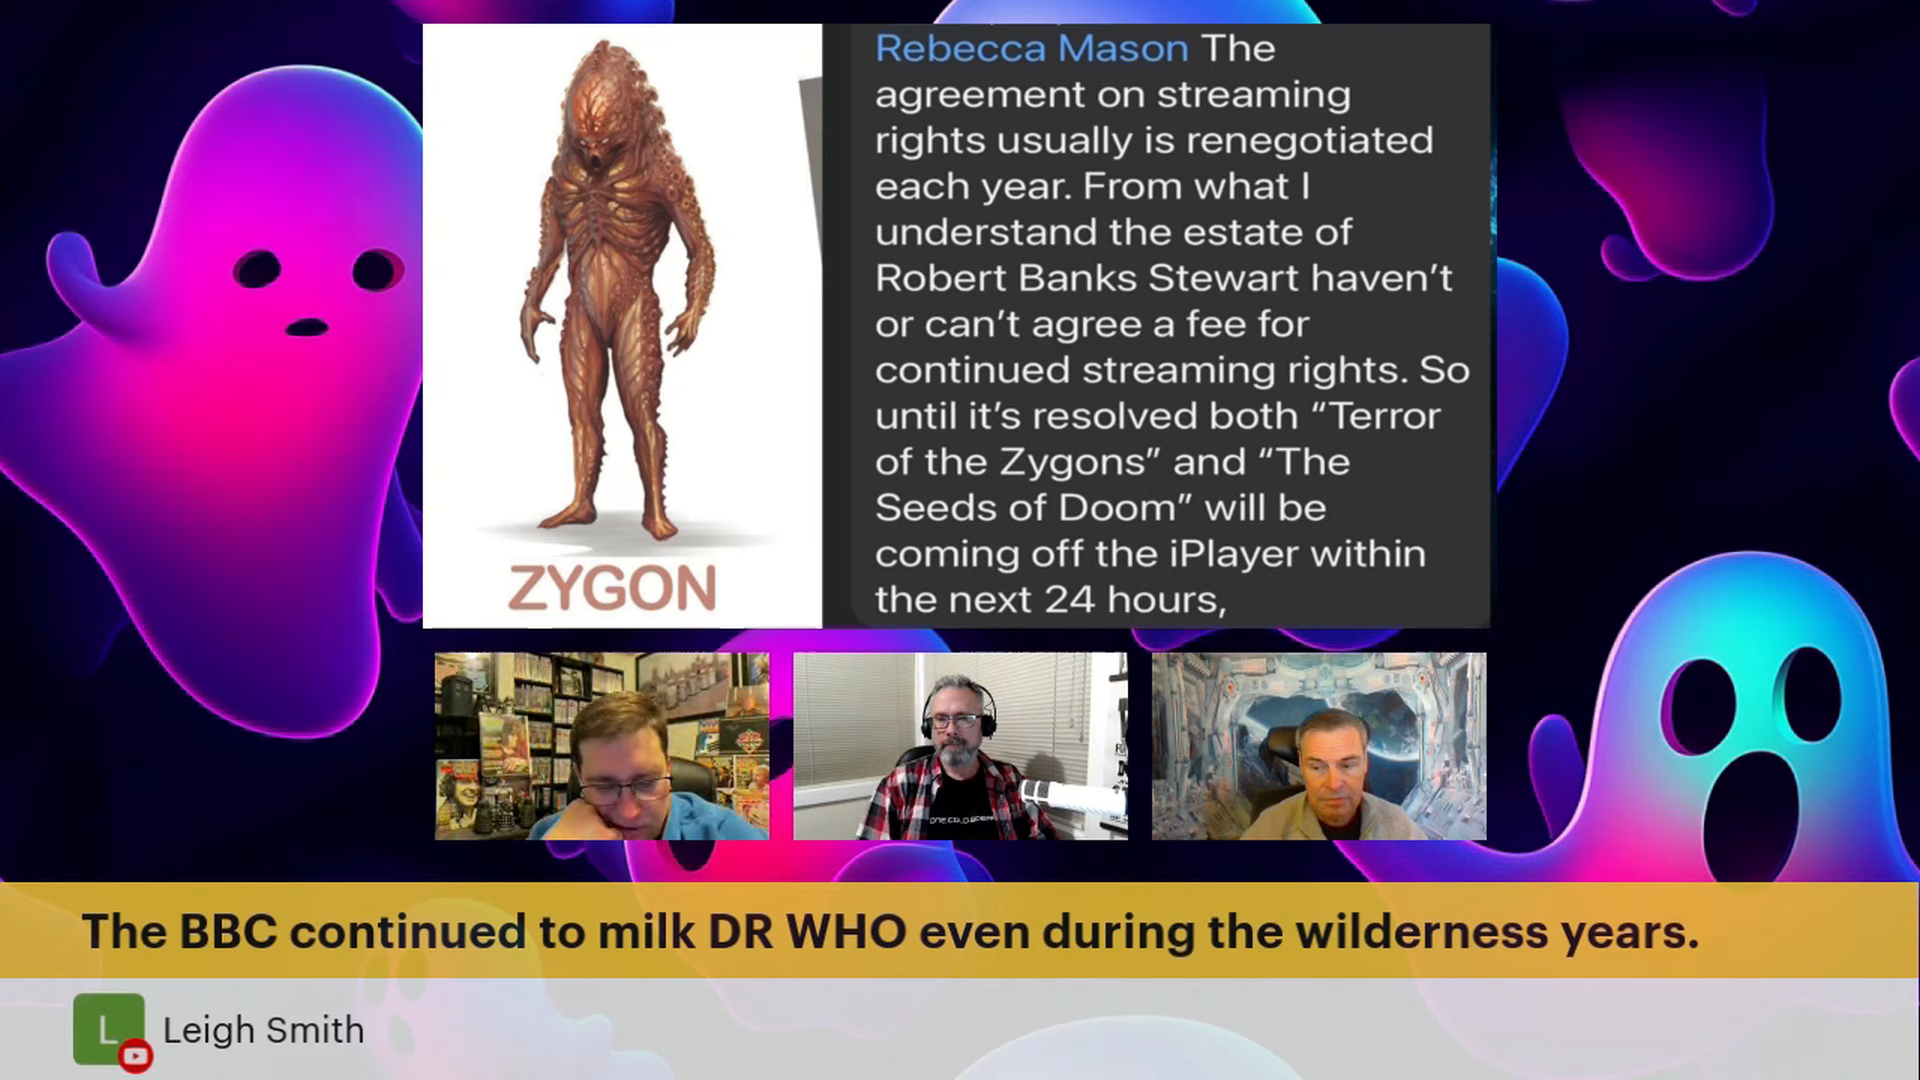 Rebecca Mason The
agreement on streaming
rights usually is renegotiated
each year. From what I
understand the estate of
Robert Banks Stewart haven't
or can't agree a fee for
continued streaming rights. So
until it's resolved both “Terror
of the Zygons” and “The
Seeds of Doom” will be
coming off the iPlayer within
the next 24 hours,
ZYGON
The BBC continued to milk DR WHO even during the wilderness years.
L
Leigh Smith